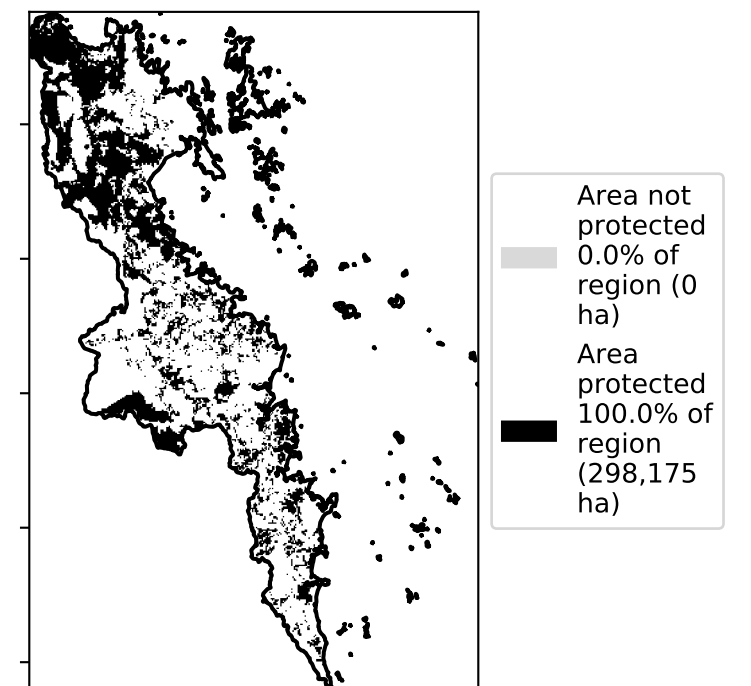 Area not
protected
0.0% of
region (0
ha)
Area
protected
100.0% of
region
(298,175
ha)